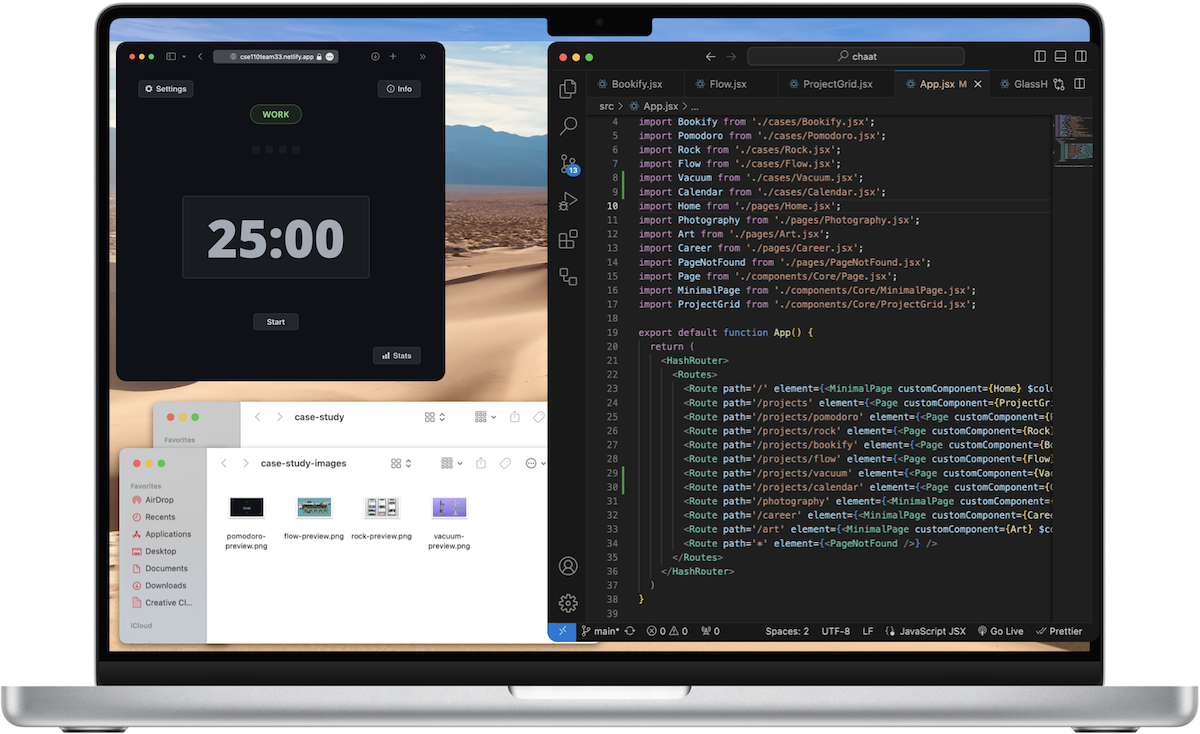 cse110team33.netlify.app
Settings
Info
WORK
25:00
Start
Stats
case-study
Favorites
case-study-images
Favorites
AirDrop
Recents
Applications
Desktop
Documents
Downloads
Creative Cl...
iCloud
pomodoro-preview.png
flow-preview.png
rock-preview.png
vacuum-preview.png
chaat
Bookify.jsx
Flow.jsx
ProjectGrid.jsx
App.jsx M
GlassH
src > App.jsx > ...
4 import Bookify from './cases/Bookify.jsx';
5 import Pomodoro from './cases/Pomodoro.jsx';
6 import Rock from './cases/Rock.jsx';
7 import Flow from './cases/Flow.jsx';
8 import Vacuum from './cases/Vacuum.jsx';
9 import Calendar from './cases/Calendar.jsx';
10 import Home from './pages/Home.jsx';
11 import Photography from './pages/Photography.jsx';
12 import Art from './pages/Art.jsx';
13 import Career from './pages/Career.jsx';
14 import PageNotFound from './pages/PageNotFound.jsx';
15 import Page from './components/Core/Page.jsx';
16 import MinimalPage from './components/Core/MinimalPage.jsx';
17 import ProjectGrid from './components/Core/ProjectGrid.jsx';
18
19 export default function App() {
20 return (
21 <HashRouter>
22 <Routes>
23 <Route path='/' element={<MinimalPage customComponent={Home} $colo
24 <Route path='/projects' element={<Page customComponent={ProjectGr
25 <Route path='/projects/pomodoro' element={<Page customComponent={
26 <Route path='/projects/rock' element={<Page customComponent={Rock}
27 <Route path='/projects/bookify' element={<Page customComponent={Bo
28 <Route path='/projects/flow' element={<Page customComponent={Flow}
29 <Route path='/projects/vacuum' element={<Page customComponent={Vac
30 <Route path='/projects/calendar' element={<Page customComponent={
31 <Route path='/photography' element={<MinimalPage customComponent=
32 <Route path='/career' element={<MinimalPage customComponent={Caree
33 <Route path='/art' element={<MinimalPage customComponent={Art} $co
34 <Route path='*' element={<PageNotFound />} />
35 </Routes>
36 </HashRouter>
37 )
38 }
39
13
main* 0 0 0
Spaces: 2 UTF-8 LF JavaScript JSX Go Live Prettier